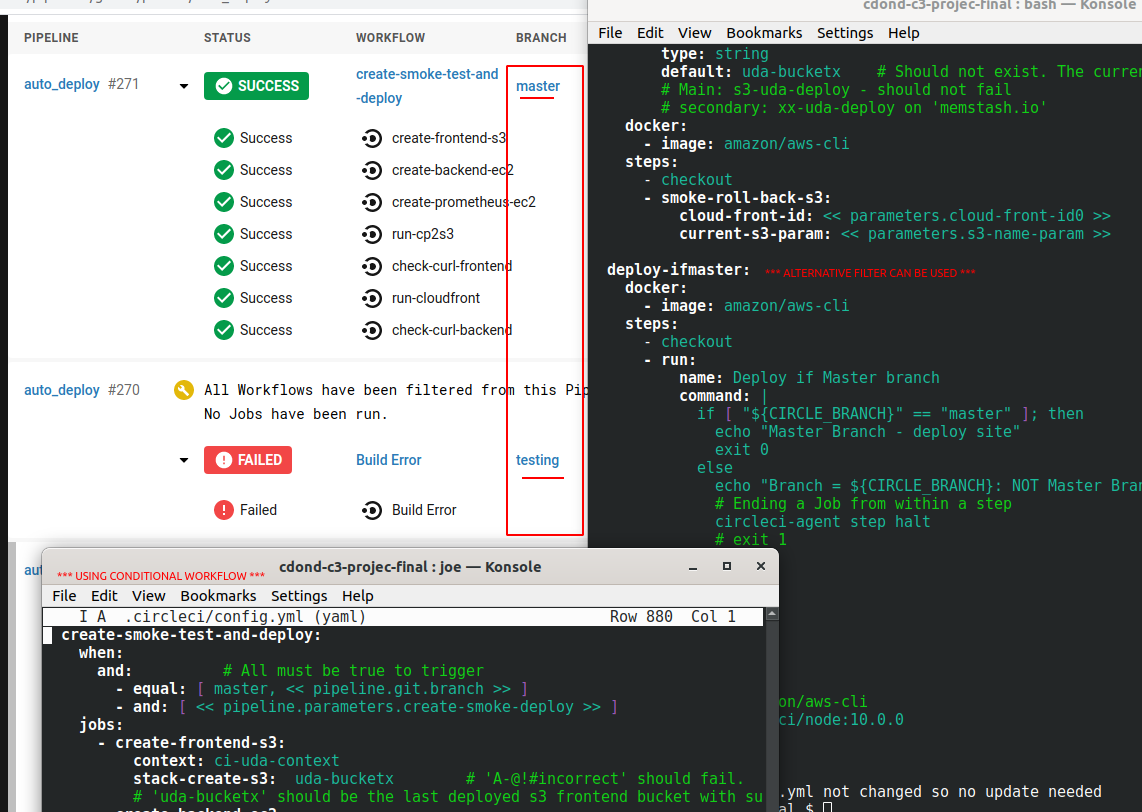 PIPELINE STATUS WORKFLOW BRANCH
auto_deploy #271 SUCCESS create-smoke-test-and
-deploy master
Success create-frontend-s3
Success create-backend-ec2
Success create-prometheus-ec2
Success run-cp2s3
Success check-curl-frontend
Success run-cloudfront
Success check-curl-backend
auto_deploy #270 All Workflows have been filtered from this Pip
No Jobs have been run.
FAILED Build Error testing
Failed Build Error
cdond-c3-projec-final : bash — Konsole
File Edit View Bookmarks Settings Help
type: string
default: uda-bucketx # Should not exist. The curre
# Main: s3-uda-deploy - should not fail
# secondary: xx-uda-deploy on 'memstash.io'
docker:
- image: amazon/aws-cli
steps:
- checkout
- smoke-roll-back-s3:
cloud-front-id: << parameters.cloud-front-id0 >>
current-s3-param: << parameters.s3-name-param >>
deploy-ifmaster: *** ALTERNATIVE FILTER CAN BE USED ***
docker:
- image: amazon/aws-cli
steps:
- checkout
- run:
name: Deploy if Master branch
command: |
if [ "${CIRCLE_BRANCH}" == "master" ]; then
echo "Master Branch - deploy site"
exit 0
else
echo "Branch = ${CIRCLE_BRANCH}: NOT Master Bra
# Ending a Job from within a step
circleci-agent step halt
# exit 1
on/aws-cli
ci/node:10.0.0
.yml not changed so no update needed
al $
*** USING CONDITIONAL WORKFLOW *** cdond-c3-projec-final : joe — Konsole
File Edit View Bookmarks Settings Help
I A .circleci/config.yml (yaml) Row 880 Col 1
create-smoke-test-and-deploy:
when:
and: # All must be true to trigger
- equal: [ master, << pipeline.git.branch >> ]
- and: [ << pipeline.parameters.create-smoke-deploy >> ]
jobs:
- create-frontend-s3:
context: ci-uda-context
stack-create-s3: uda-bucketx # 'A-@!#incorrect' should fail.
# 'uda-bucketx' should be the last deployed s3 frontend bucket with su